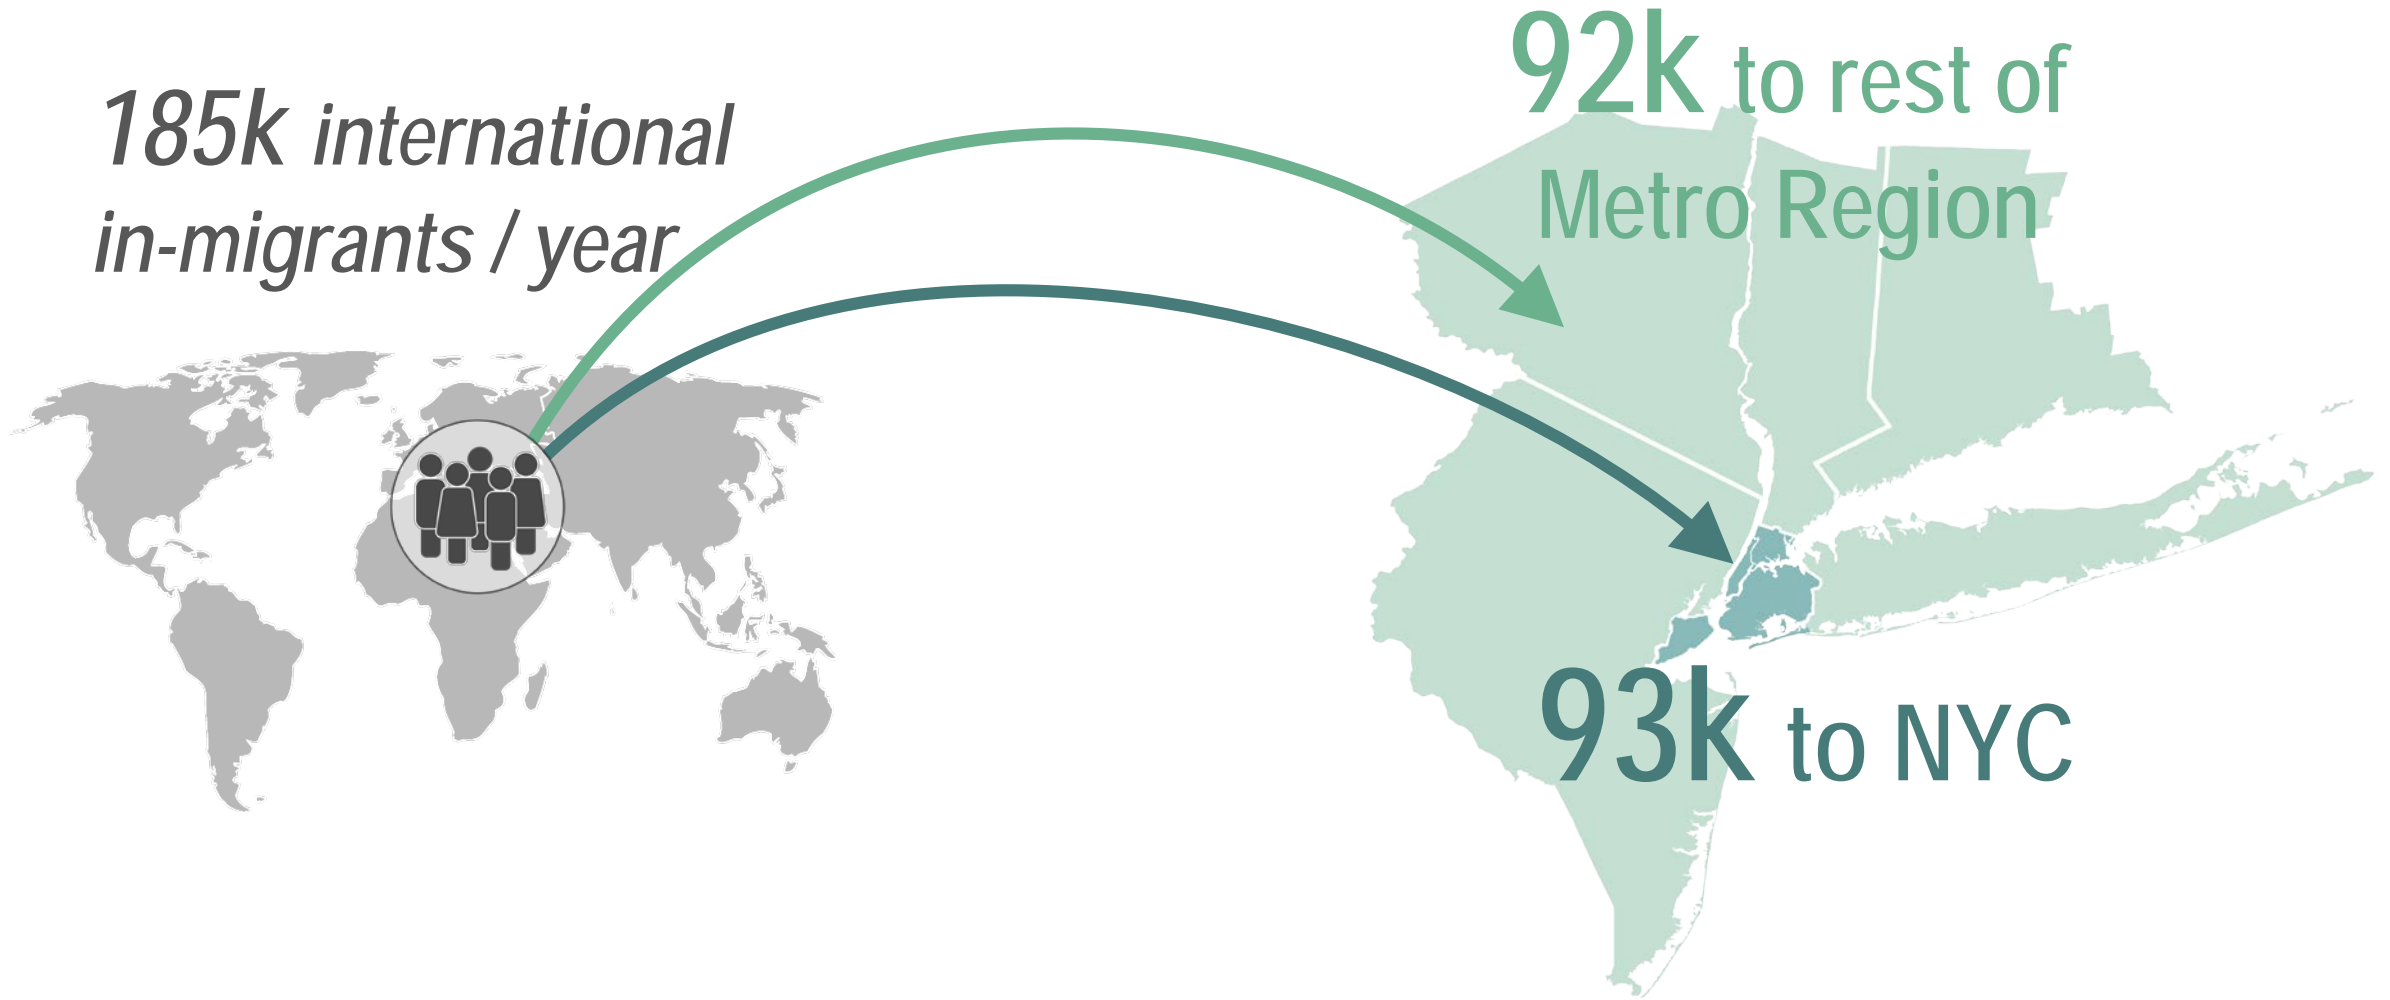 185k international
in-migrants / year
92k to rest of
Metro Region
93k to NYC